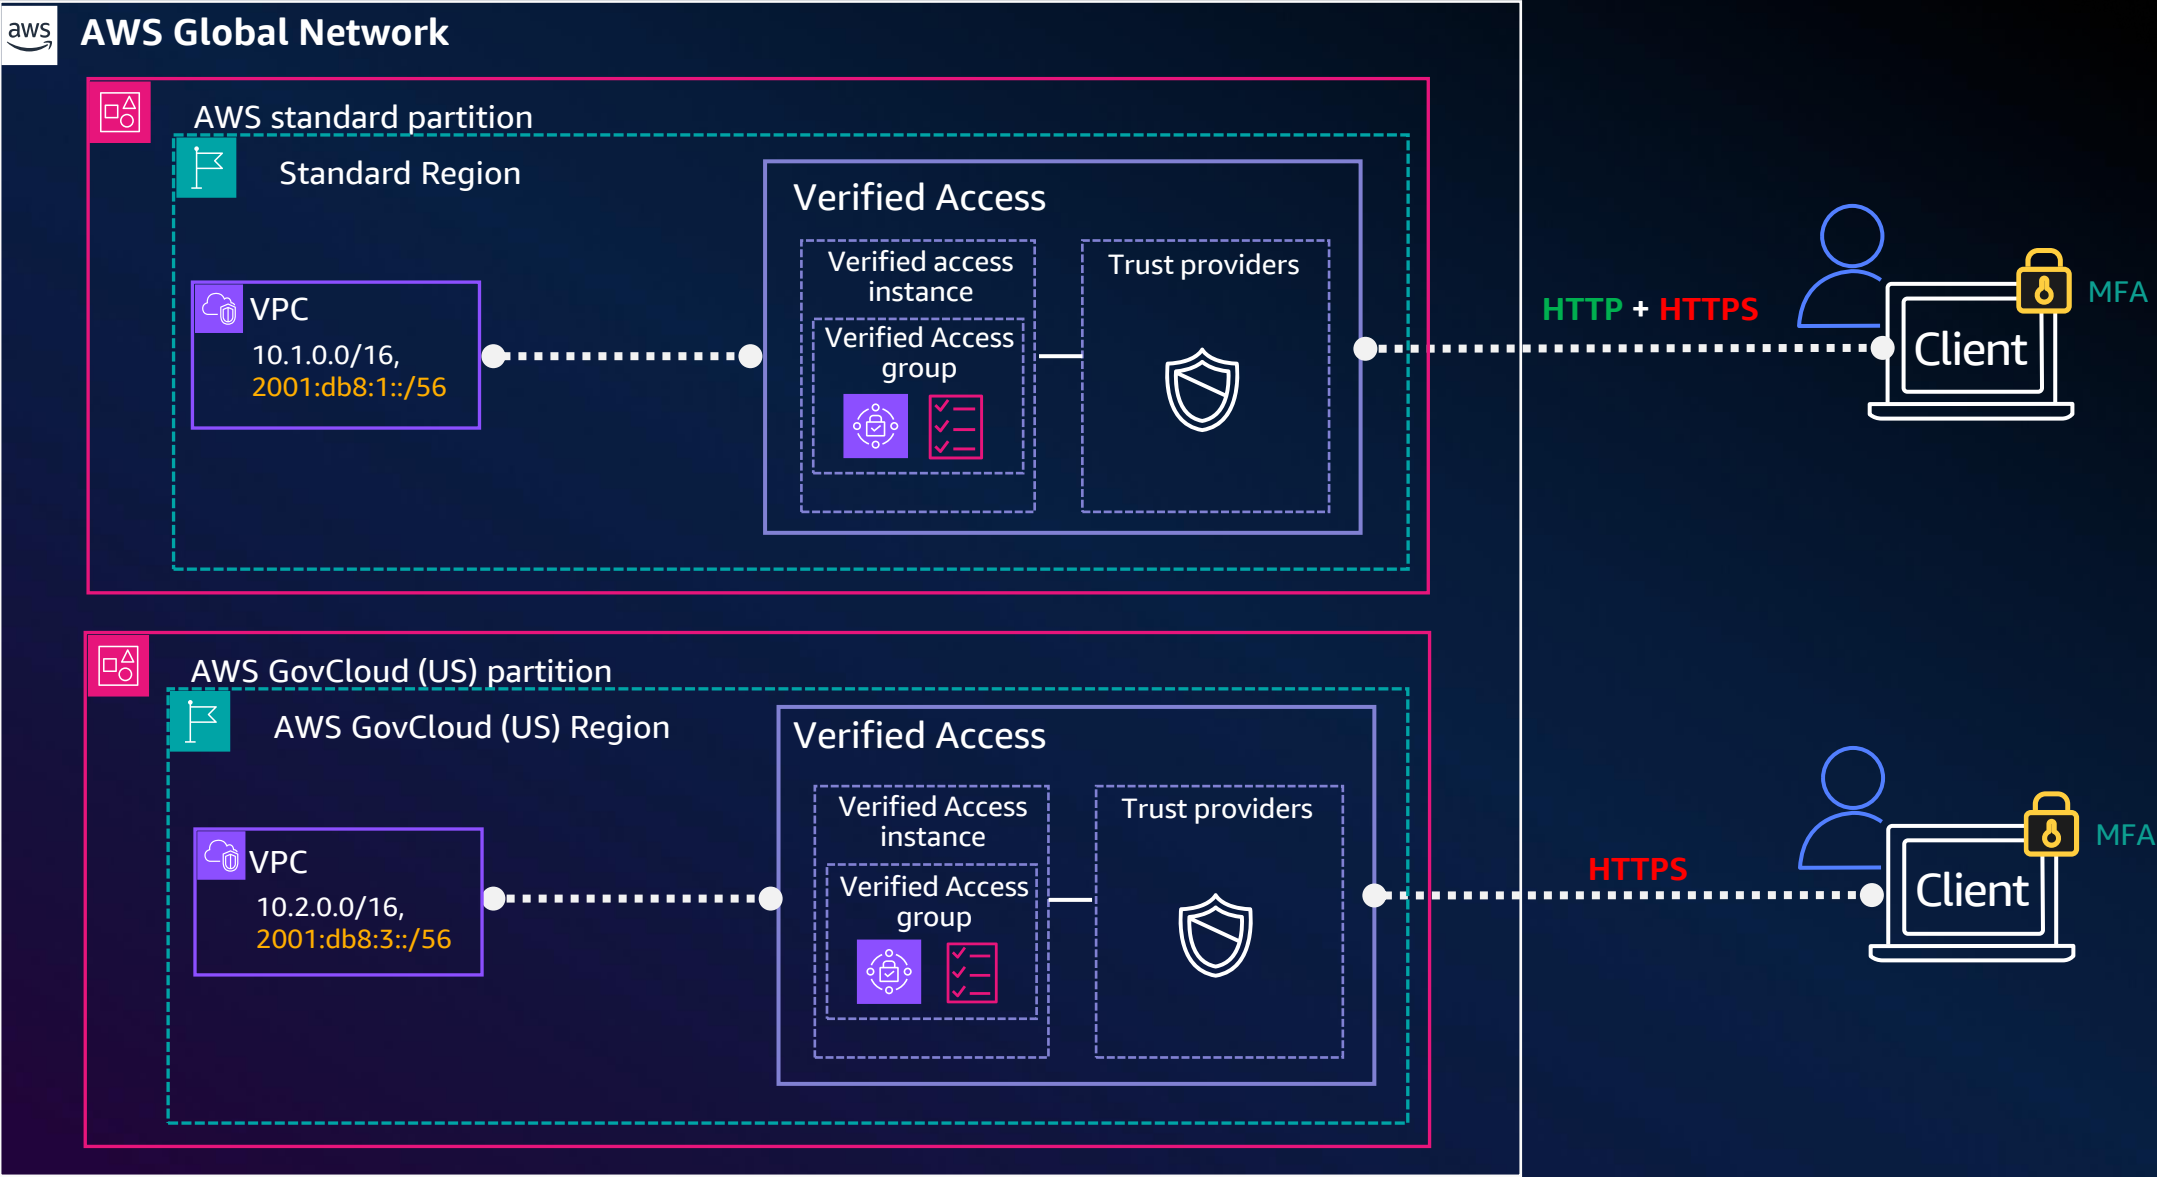 aws
AWS Global Network
AWS standard partition
Standard Region
Verified Access
Verified access
instance
Trust providers
Verified Access
group
VPC
10.1.0.0/16,
2001:db8:1::/56
HTTP + HTTPS
Client
MFA
AWS GovCloud (US) partition
AWS GovCloud (US) Region
Verified Access
Verified Access
instance
Trust providers
Verified Access
group
VPC
10.2.0.0/16,
2001:db8:3::/56
HTTPS
Client
MFA